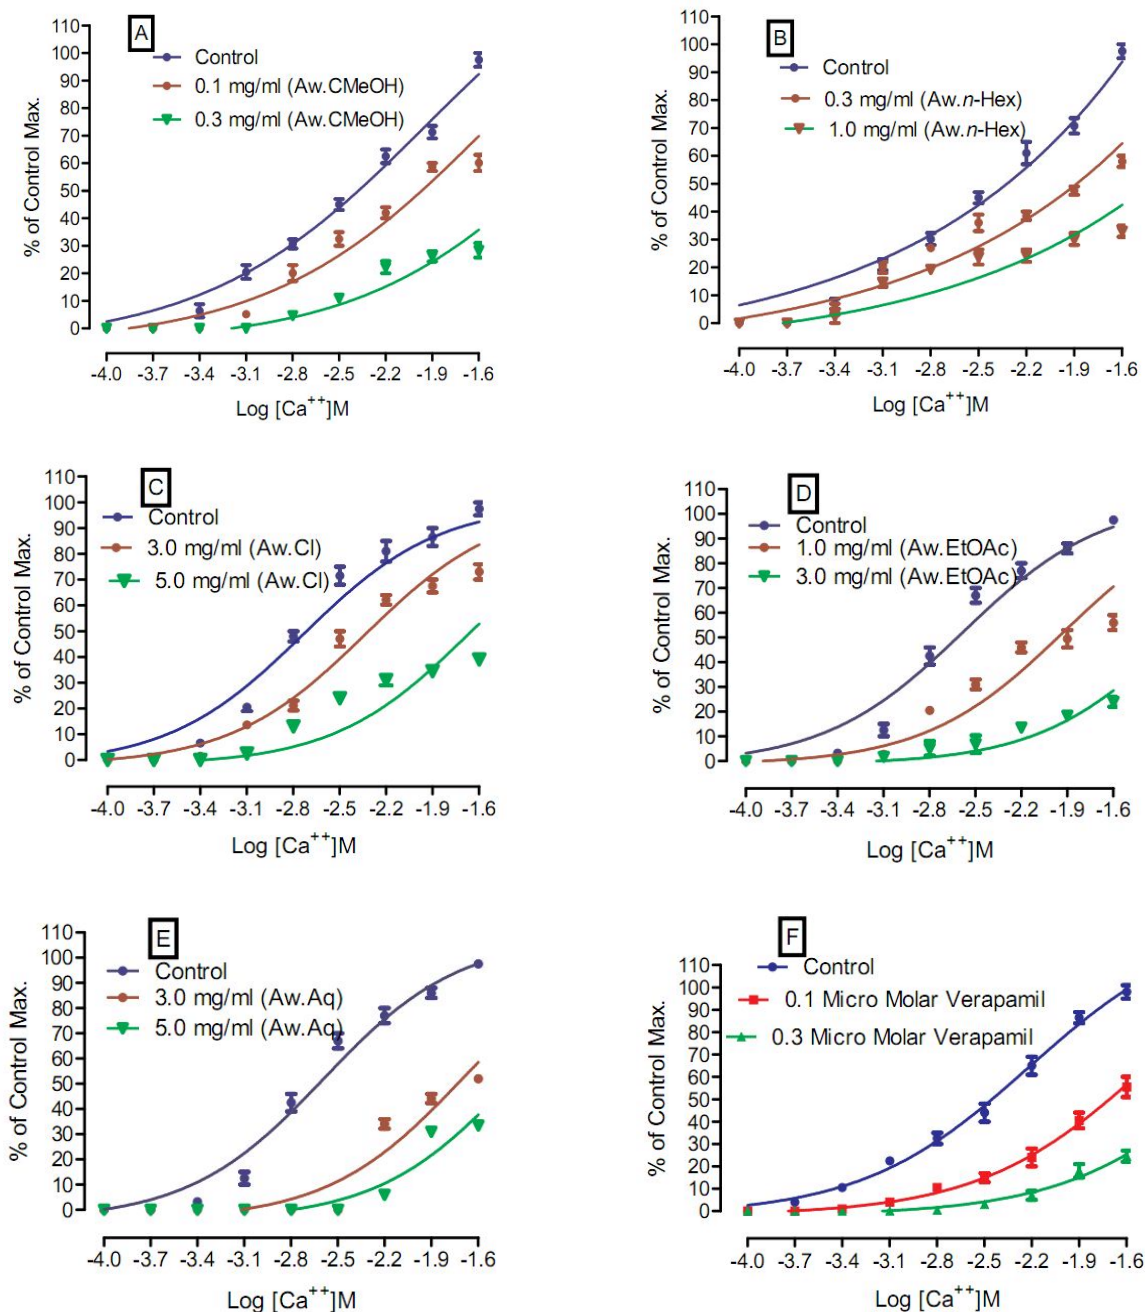 A
Control
0.1 mg/ml (Aw.CMeOH)
0.3 mg/ml (Aw.CMeOH)
% of Control Max.
110
100
90
80
70
60
50
40
30
20
10
0
-4.0 -3.7 -3.4 -3.1 -2.8 -2.5 -2.2 -1.9 -1.6
Log [Ca++]M
B
Control
0.3 mg/ml (Aw.n-Hex)
1.0 mg/ml (Aw.n-Hex)
% of Control Max.
110
100
90
80
70
60
50
40
30
20
10
0
-4.0 -3.7 -3.4 -3.1 -2.8 -2.5 -2.2 -1.9 -1.6
Log [Ca++]M
C
Control
3.0 mg/ml (Aw.Cl)
5.0 mg/ml (Aw.Cl)
% of Control Max.
110
100
90
80
70
60
50
40
30
20
10
0
-4.0 -3.7 -3.4 -3.1 -2.8 -2.5 -2.2 -1.9 -1.6
Log [Ca++]M
D
Control
1.0 mg/ml (Aw.EtOAc)
3.0 mg/ml (Aw.EtOAc)
% of Control Max.
110
100
90
80
70
60
50
40
30
20
10
0
-4.0 -3.7 -3.4 -3.1 -2.8 -2.5 -2.2 -1.9 -1.6
Log [Ca++]M
E
Control
3.0 mg/ml (Aw.Aq)
5.0 mg/ml (Aw.Aq)
% of Control Max.
110
100
90
80
70
60
50
40
30
20
10
0
-4.0 -3.7 -3.4 -3.1 -2.8 -2.5 -2.2 -1.9 -1.6
Log [Ca++]M
F
Control
0.1 Micro Molar Verapamil
0.3 Micro Molar Verapamil
% of Control Max.
110
100
90
80
70
60
50
40
30
20
10
0
-4.0 -3.7 -3.4 -3.1 -2.8 -2.5 -2.2 -1.9 -1.6
Log [Ca++]M